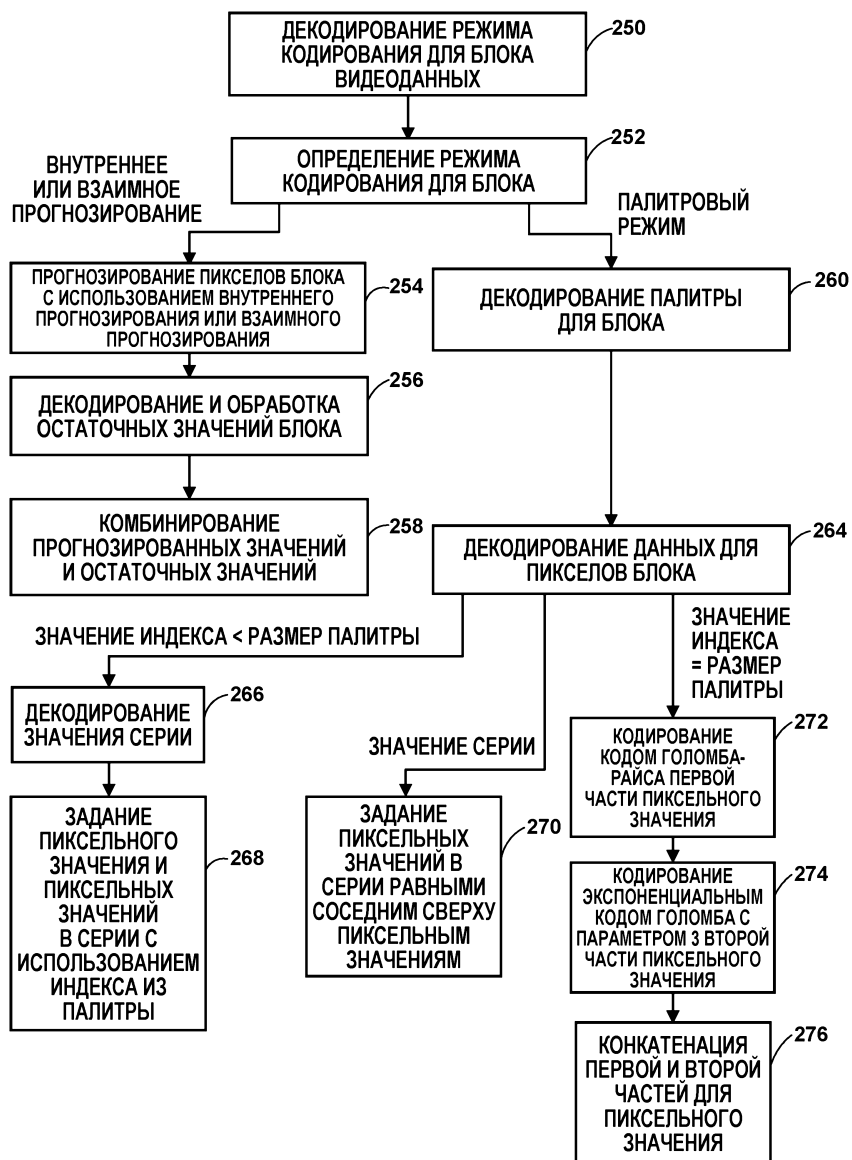 ДЕКОДИРОВАНИЕ РЕЖИМА
КОДИРОВАНИЯ ДЛЯ БЛОКА
ВИДЕОДАННЫХ
250
ОПРЕДЕЛЕНИЕ РЕЖИМА
КОДИРОВАНИЯ ДЛЯ БЛОКА
252
ВНУТРЕННЕЕ
ИЛИ ВЗАИМНОЕ
ПРОГНОЗИРОВАНИЕ
ПАЛИТРОВЫЙ
РЕЖИМ
ПРОГНОЗИРОВАНИЕ ПИКСЕЛОВ БЛОКА
С ИСПОЛЬЗОВАНИЕМ ВНУТРЕННЕГО
ПРОГНОЗИРОВАНИЯ ИЛИ ВЗАИМНОГО
ПРОГНОЗИРОВАНИЯ
254
ДЕКОДИРОВАНИЕ ПАЛИТРЫ
ДЛЯ БЛОКА
260
ДЕКОДИРОВАНИЕ И ОБРАБОТКА
ОСТАТОЧНЫХ ЗНАЧЕНИЙ БЛОКА
256
КОМБИНИРОВАНИЕ
ПРОГНОЗИРОВАННЫХ ЗНАЧЕНИЙ
И ОСТАТОЧНЫХ ЗНАЧЕНИЙ
258
ДЕКОДИРОВАНИЕ ДАННЫХ ДЛЯ
ПИКСЕЛОВ БЛОКА
264
ЗНАЧЕНИЕ ИНДЕКСА < РАЗМЕР ПАЛИТРЫ
ЗНАЧЕНИЕ
ИНДЕКСА
= РАЗМЕР
ПАЛИТРЫ
ДЕКОДИРОВАНИЕ
ЗНАЧЕНИЯ СЕРИИ
266
ЗНАЧЕНИЕ СЕРИИ
КОДИРОВАНИЕ
КОДОМ ГОЛОМБА-
РАЙСА ПЕРВОЙ
ЧАСТИ ПИКСЕЛЬНОГО
ЗНАЧЕНИЯ
272
ЗАДАНИЕ
ПИКСЕЛЬНОГО
ЗНАЧЕНИЯ И
ПИКСЕЛЬНЫХ
ЗНАЧЕНИЙ
В СЕРИИ С
ИСПОЛЬЗОВАНИЕМ
ИНДЕКСА ИЗ
ПАЛИТРЫ
268
ЗАДАНИЕ
ПИКСЕЛЬНЫХ
ЗНАЧЕНИЙ В
СЕРИИ РАВНЫМИ
СОСЕДНИМ СВЕРХУ
ПИКСЕЛЬНЫМ
ЗНАЧЕНИЯМ
270
КОДИРОВАНИЕ
ЭКСПОНЕНЦИАЛЬНЫМ
КОДОМ ГОЛОМБА С
ПАРАМЕТРОМ 3 ВТОРОЙ
ЧАСТИ ПИКСЕЛЬНОГО
ЗНАЧЕНИЯ
274
КОНКАТЕНАЦИЯ
ПЕРВОЙ И ВТОРОЙ
ЧАСТЕЙ ДЛЯ
ПИКСЕЛЬНОГО
ЗНАЧЕНИЯ
276